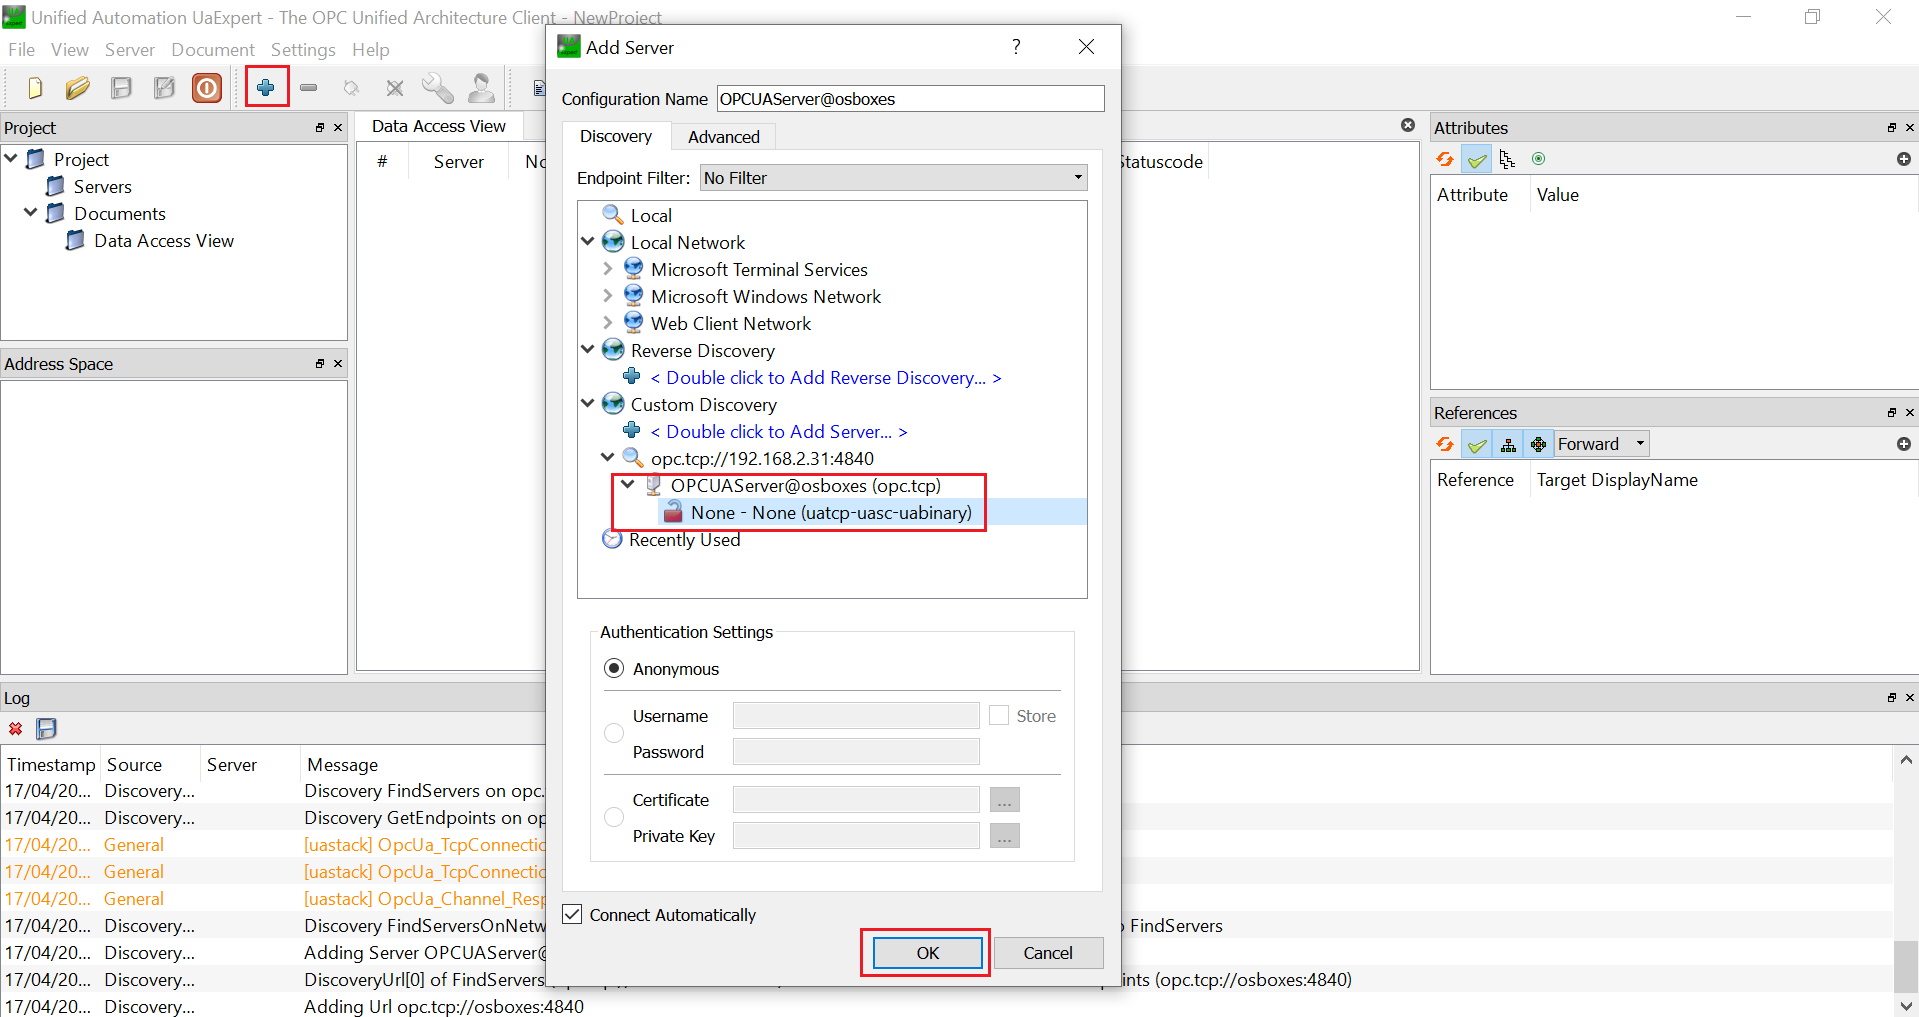 Unified Automation UaExpert - The OPC Unified Architecture Client - NewProject
File View Server Document Settings Help
Project
Project
Servers
Documents
Data Access View
Address Space
Data Access View
# Server No
Statuscode
Add Server
?
Configuration Name OPCUAServer@osboxes
Discovery Advanced
Endpoint Filter: No Filter
Local
Local Network
Microsoft Terminal Services
Microsoft Windows Network
Web Client Network
Reverse Discovery
< Double click to Add Reverse Discovery... >
Custom Discovery
< Double click to Add Server... >
opc.tcp://192.168.2.31:4840
OPCUAServer@osboxes (opc.tcp)
None - None (uatcp-uasc-uabinary)
Recently Used
Authentication Settings
Anonymous
Username Store
Password
Certificate ...
Private Key ...
Connect Automatically
OK Cancel
Attributes
Attribute Value
References
Forward
Reference Target DisplayName
Log
Timestamp Source Server Message
17/04/20... Discovery... Discovery FindServers on opc.
17/04/20... Discovery... Discovery GetEndpoints on op
17/04/20... General [uastack] OpcUa_TcpConnectio
17/04/20... General [uastack] OpcUa_TcpConnectio
17/04/20... General [uastack] OpcUa_Channel_Resp
17/04/20... Discovery... Discovery FindServersOnNetw FindServers
17/04/20... Discovery... Adding Server OPCUAServer@
17/04/20... Discovery... DiscoveryUrl[0] of FindServers ints (opc.tcp://osboxes:4840)
17/04/20... Discovery... Adding Url opc.tcp://osboxes:4840